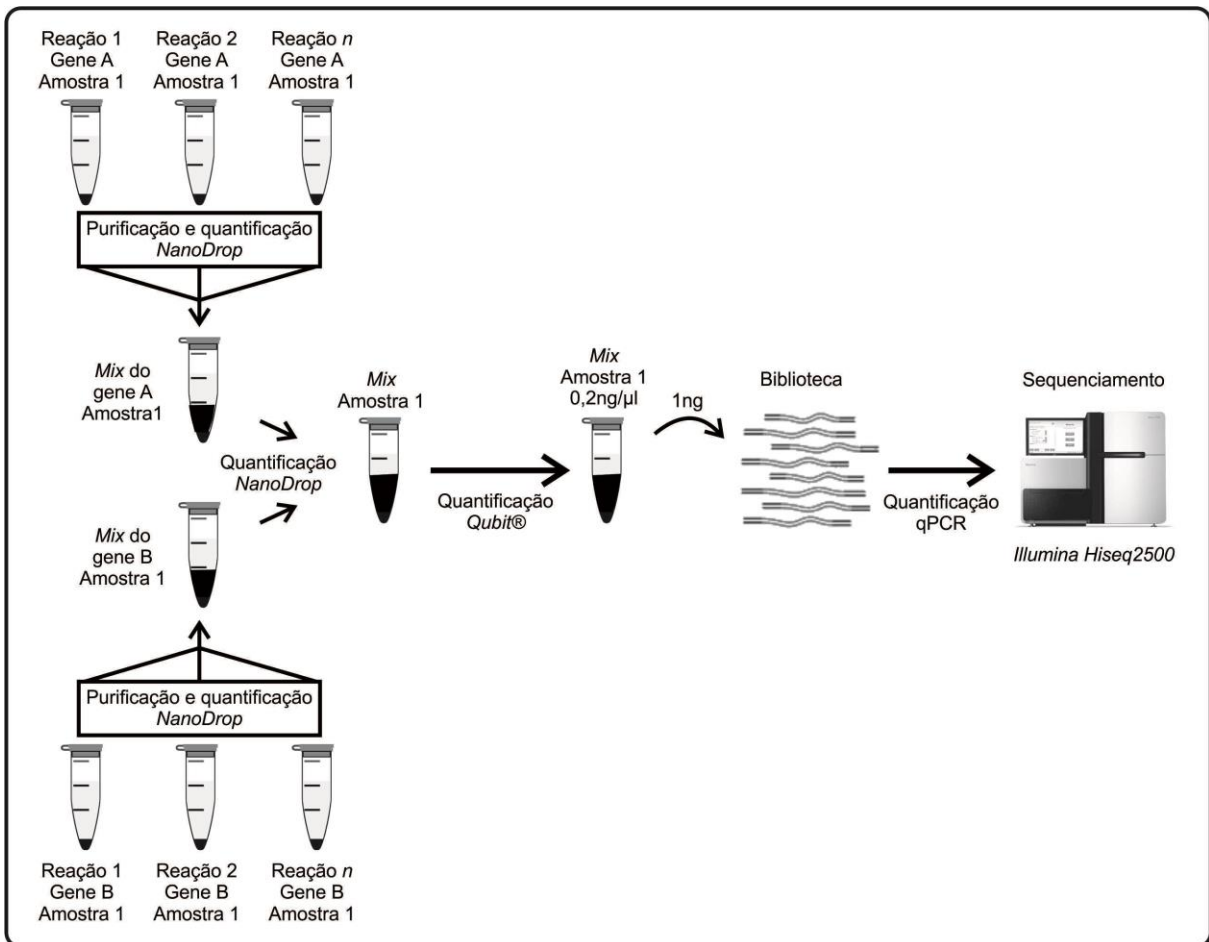 Reação 1
Gene A
Amostra 1
Reação 2
Gene A
Amostra 1
Reação n
Gene A
Amostra 1
Purificação e quantificação
NanoDrop
Mix do
gene A
Amostra1
Quantificação
NanoDrop
Mix do
gene B
Amostra 1
Mix
Amostra 1
Quantificação
Qubit®
Mix
Amostra 1
0,2ng/µl
1ng
Biblioteca
Quantificação
qPCR
Sequenciamento
Illumina Hiseq2500
Purificação e quantificação
NanoDrop
Reação 1
Gene B
Amostra 1
Reação 2
Gene B
Amostra 1
Reação n
Gene B
Amostra 1